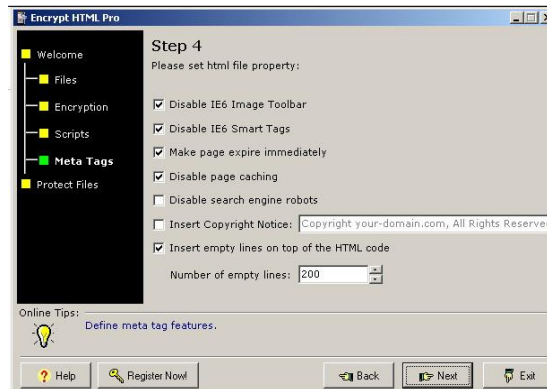 Encrypt HTML Pro
Welcome
Files
Encryption
Scripts
Meta Tags
Protect Files
Step 4
Please set html file property:
Disable IE6 Image Toolbar
Disable IE6 Smart Tags
Make page expire immediately
Disable page caching
Disable search engine robots
Insert Copyright Notice: Copyright your-domain.com, All Rights Reserve
Insert empty lines on top of the HTML code
Number of empty lines: 200
Online Tips:
Define meta tag features.
? Help Register Now! Back Next Exit